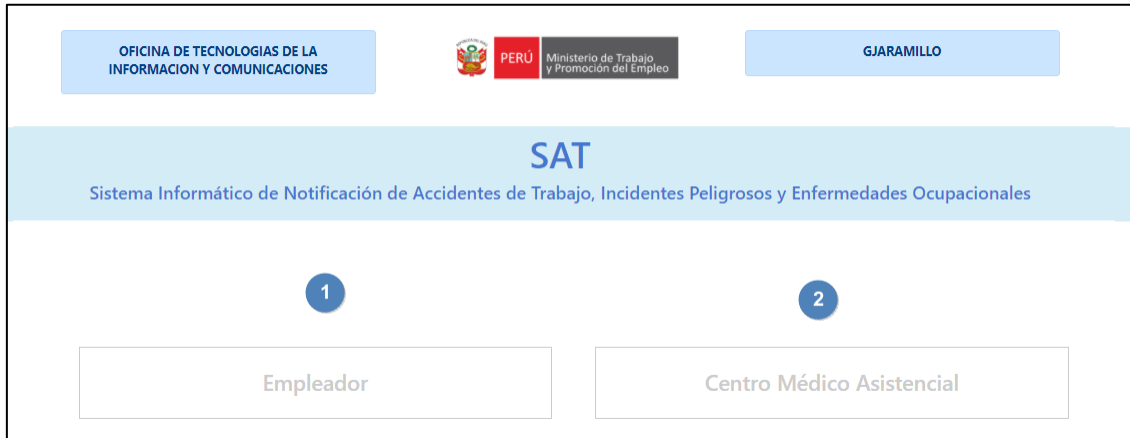 OFICINA DE TECNOLOGIAS DE LA
INFORMACION Y COMUNICACIONES
PERÚ
Ministerio de Trabajo
y Promoción del Empleo
GJARAMILLO
SAT
Sistema Informático de Notificación de Accidentes de Trabajo, Incidentes Peligrosos y Enfermedades Ocupacionales
1
2
Empleador
Centro Médico Asistencial